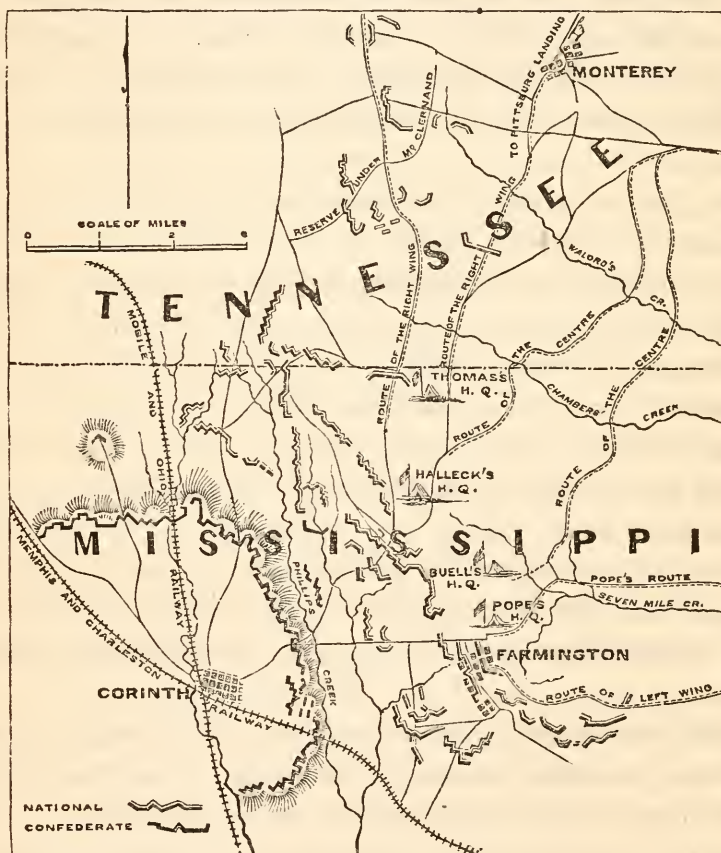 TO PITTSBURG LANDING
MONTEREY
RESERVE UNDER MC CLERNAND
SCALE OF MILES
0 1 2 3
TENNESSEE
WALORD'S CR.
ROUTE OF THE RIGHT WING
ROUTE OF THE RIGHT WING
MOBILE AND OHIO RAILWAY
THOMAS'S
H. Q.
ROUTE OF THE CENTRE
CHAMBERS CREEK
ROUTE OF THE CENTRE
HALLECK'S
H. Q.
MISSISSIPPI
BUELL'S
H. Q.
POPE'S ROUTE
SEVEN MILE CR.
POPE'S
H. Q.
PHILLIPS CREEK
MEMPHIS AND CHARLESTON RAILWAY
FARMINGTON
CORINTH
ROUTE OF LEFT WING
NATIONAL
CONFEDERATE